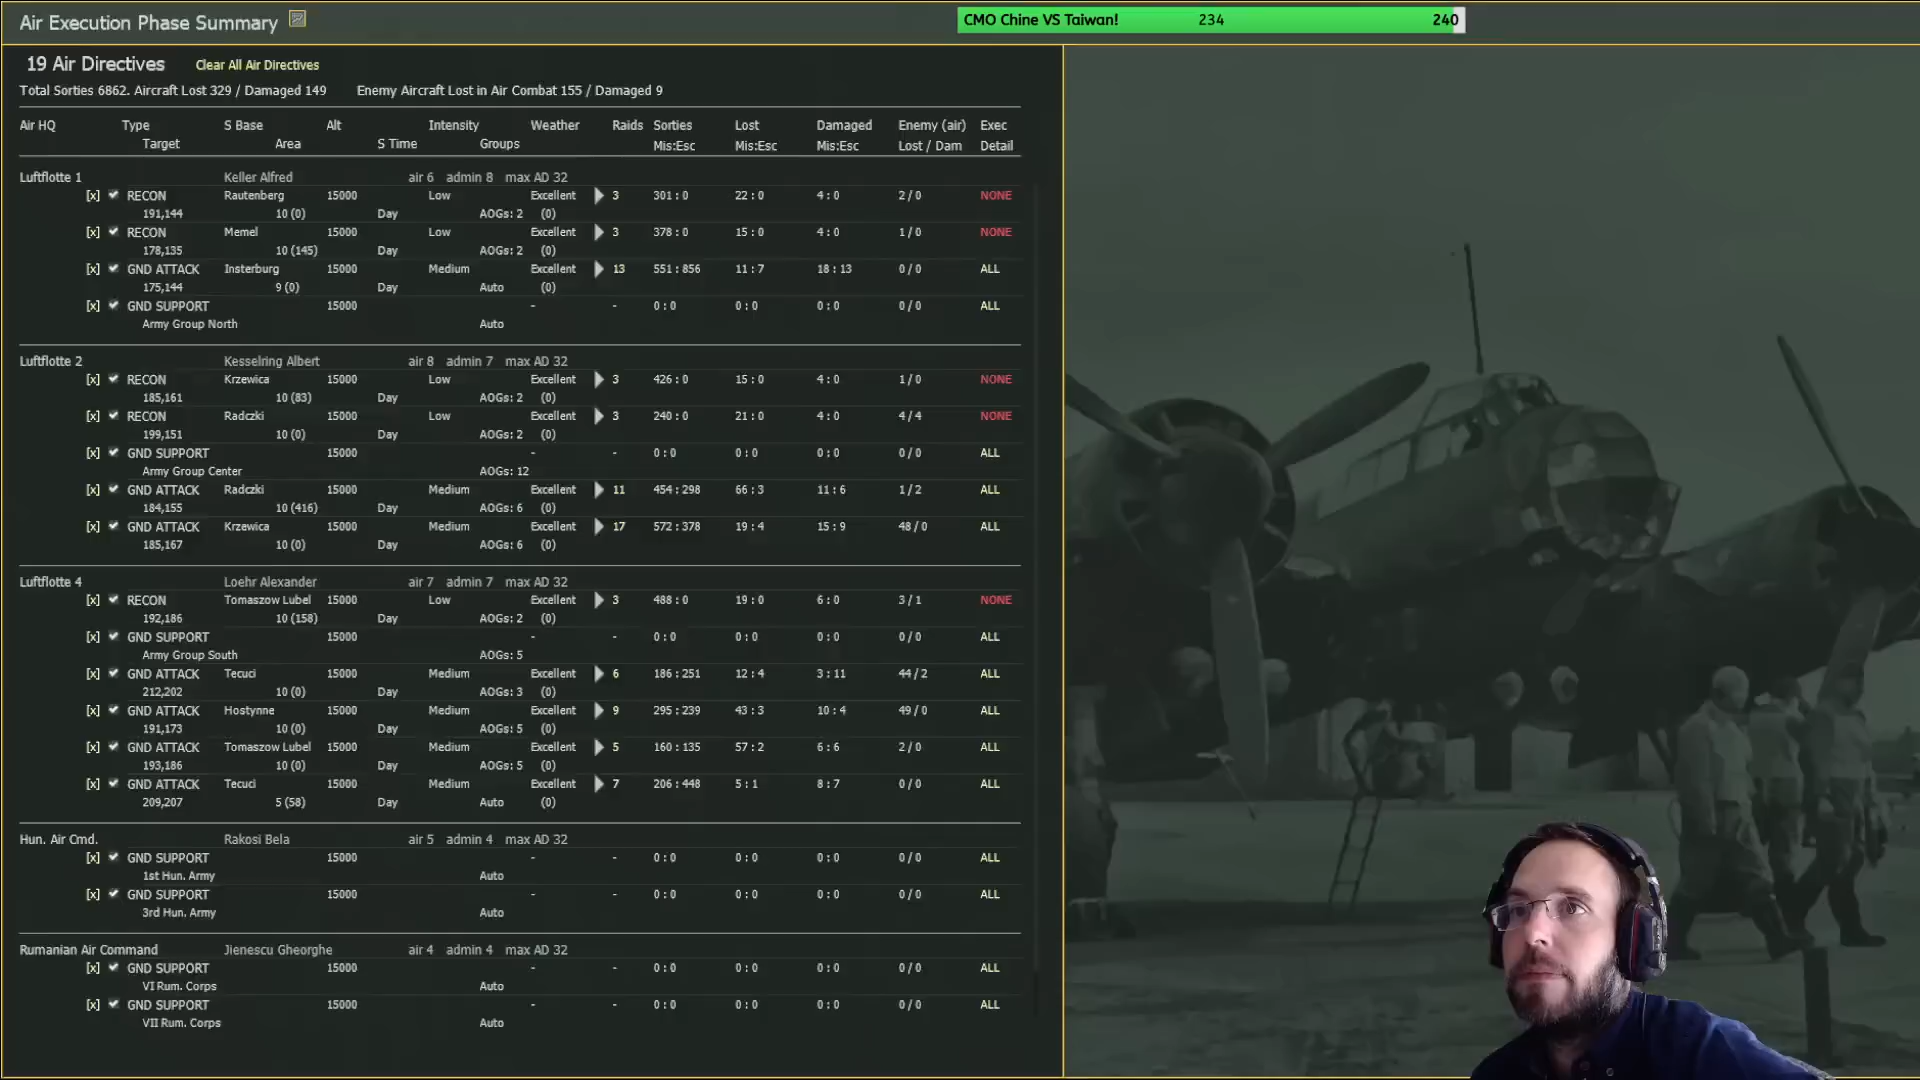 Air Execution Phase Summary
CMO Chine VS Taiwan! 234 240
19 Air Directives Clear All Air Directives
Total Sorties 6862. Aircraft Lost 329 / Damaged 149 Enemy Aircraft Lost in Air Combat 155 / Damaged 9
Air HQ Type S Base Alt Intensity Weather Raids Sorties Lost Damaged Enemy (air) Exec
Target Area S Time Groups Mis:Esc Mis:Esc Mis:Esc Lost / Dam Detail
Luftflotte 1 Keller Alfred air 6 admin 8 max AD 32
[x] RECON Rautenberg 15000 Low Excellent 3 301 : 0 22 : 0 4 : 0 2 / 0 NONE
191,144 10 (0) Day AOGs: 2 (0)
[x] RECON Memel 15000 Low Excellent 3 378 : 0 15 : 0 4 : 0 1 / 0 NONE
178,135 10 (145) Day AOGs: 2 (0)
[x] GND ATTACK Insterburg 15000 Medium Excellent 13 551 : 856 11 : 7 18 : 13 0 / 0 ALL
175,144 9 (0) Day Auto (0)
[x] GND SUPPORT 15000 - - 0 : 0 0 : 0 0 : 0 0 / 0 ALL
Army Group North Auto
Luftflotte 2 Kesselring Albert air 8 admin 7 max AD 32
[x] RECON Krzewica 15000 Low Excellent 3 426 : 0 15 : 0 4 : 0 1 / 0 NONE
185,161 10 (83) Day AOGs: 2 (0)
[x] RECON Radczki 15000 Low Excellent 3 240 : 0 21 : 0 4 : 0 4 / 4 NONE
199,151 10 (0) Day AOGs: 2 (0)
[x] GND SUPPORT 15000 - - 0 : 0 0 : 0 0 : 0 0 / 0 ALL
Army Group Center AOGs: 12
[x] GND ATTACK Radczki 15000 Medium Excellent 11 454 : 298 66 : 3 11 : 6 1 / 2 ALL
184,155 10 (416) Day AOGs: 6 (0)
[x] GND ATTACK Krzewica 15000 Medium Excellent 17 572 : 378 19 : 4 15 : 9 48 / 0 ALL
185,167 10 (0) Day AOGs: 6 (0)
Luftflotte 4 Loehr Alexander air 7 admin 7 max AD 32
[x] RECON Tomaszow Lubel 15000 Low Excellent 3 488 : 0 19 : 0 6 : 0 3 / 1 NONE
192,186 10 (158) Day AOGs: 2 (0)
[x] GND SUPPORT 15000 - - 0 : 0 0 : 0 0 : 0 0 / 0 ALL
Army Group South AOGs: 5
[x] GND ATTACK Tecuci 15000 Medium Excellent 6 186 : 251 12 : 4 3 : 11 44 / 2 ALL
212,202 10 (0) Day AOGs: 3 (0)
[x] GND ATTACK Hostynne 15000 Medium Excellent 9 295 : 239 43 : 3 10 : 4 49 / 0 ALL
191,173 10 (0) Day AOGs: 5 (0)
[x] GND ATTACK Tomaszow Lubel 15000 Medium Excellent 5 160 : 135 57 : 2 6 : 6 2 / 0 ALL
193,186 10 (0) Day AOGs: 5 (0)
[x] GND ATTACK Tecuci 15000 Medium Excellent 7 206 : 448 5 : 1 8 : 7 0 / 0 ALL
209,207 5 (58) Day Auto (0)
Hun. Air Cmd. Rakosi Bela air 5 admin 4 max AD 32
[x] GND SUPPORT 15000 - - 0 : 0 0 : 0 0 : 0 0 / 0 ALL
1st Hun. Army Auto
[x] GND SUPPORT 15000 - - 0 : 0 0 : 0 0 : 0 0 / 0 ALL
3rd Hun. Army Auto
Rumanian Air Command Jienescu Gheorghe air 4 admin 4 max AD 32
[x] GND SUPPORT 15000 - - 0 : 0 0 : 0 0 : 0 0 / 0 ALL
VI Rum. Corps Auto
[x] GND SUPPORT 15000 - - 0 : 0 0 : 0 0 : 0 0 / 0 ALL
VII Rum. Corps Auto